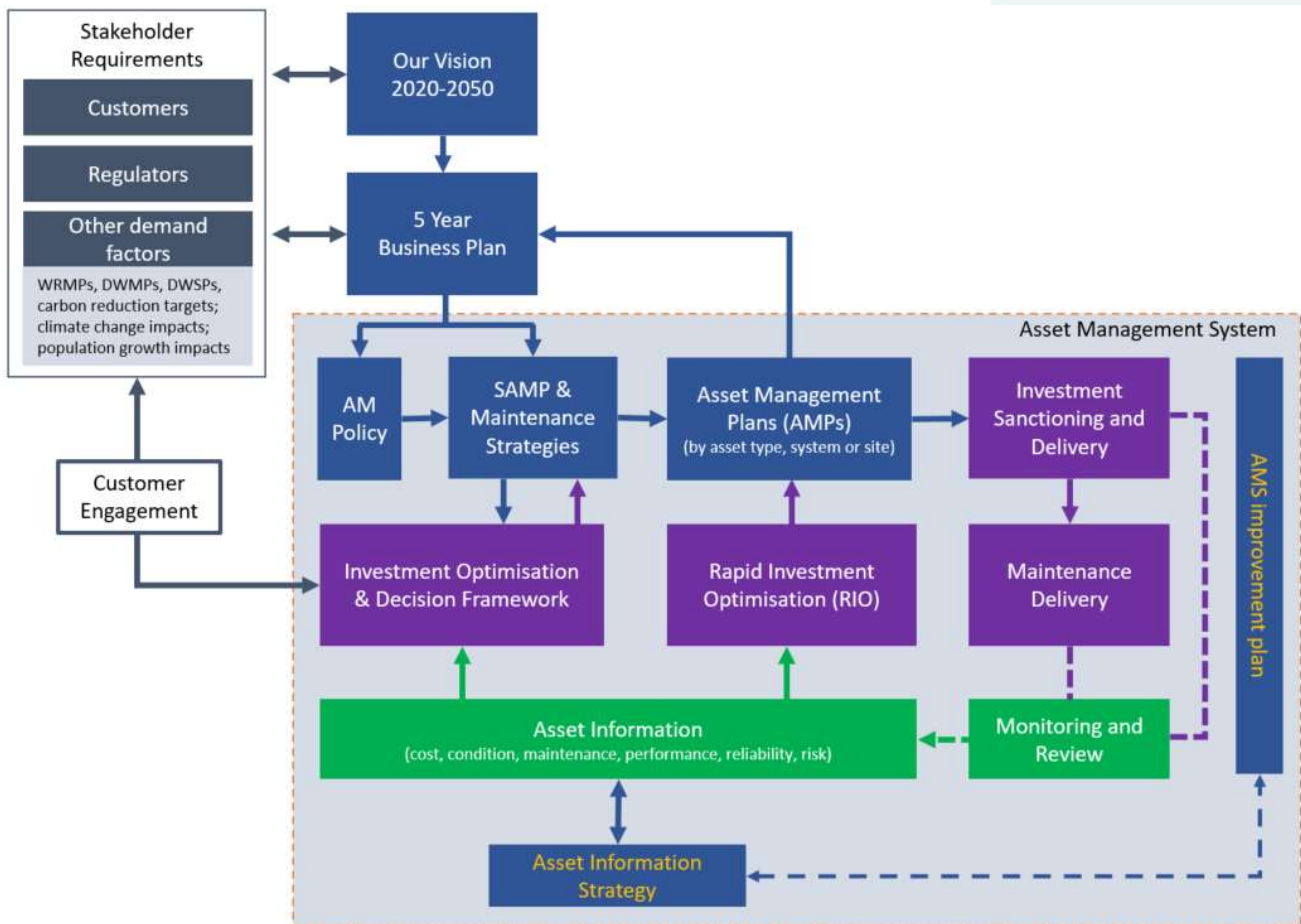 Stakeholder
Requirements
Customers
Regulators
Other demand
factors
WRMPs, DWMPs, DWSPs,
carbon reduction targets;
climate change impacts;
population growth impacts
Our Vision
2020-2050
5 Year
Business Plan
Customer
Engagement
Asset Management System
AM
Policy
SAMP &
Maintenance
Strategies
Asset Management
Plans (AMPs)
(by asset type, system or site)
Investment
Sanctioning and
Delivery
AMS improvement plan
Investment Optimisation
& Decision Framework
Rapid Investment
Optimisation (RIO)
Maintenance
Delivery
Asset Information
(cost, condition, maintenance, performance, reliability, risk)
Monitoring and
Review
Asset Information
Strategy